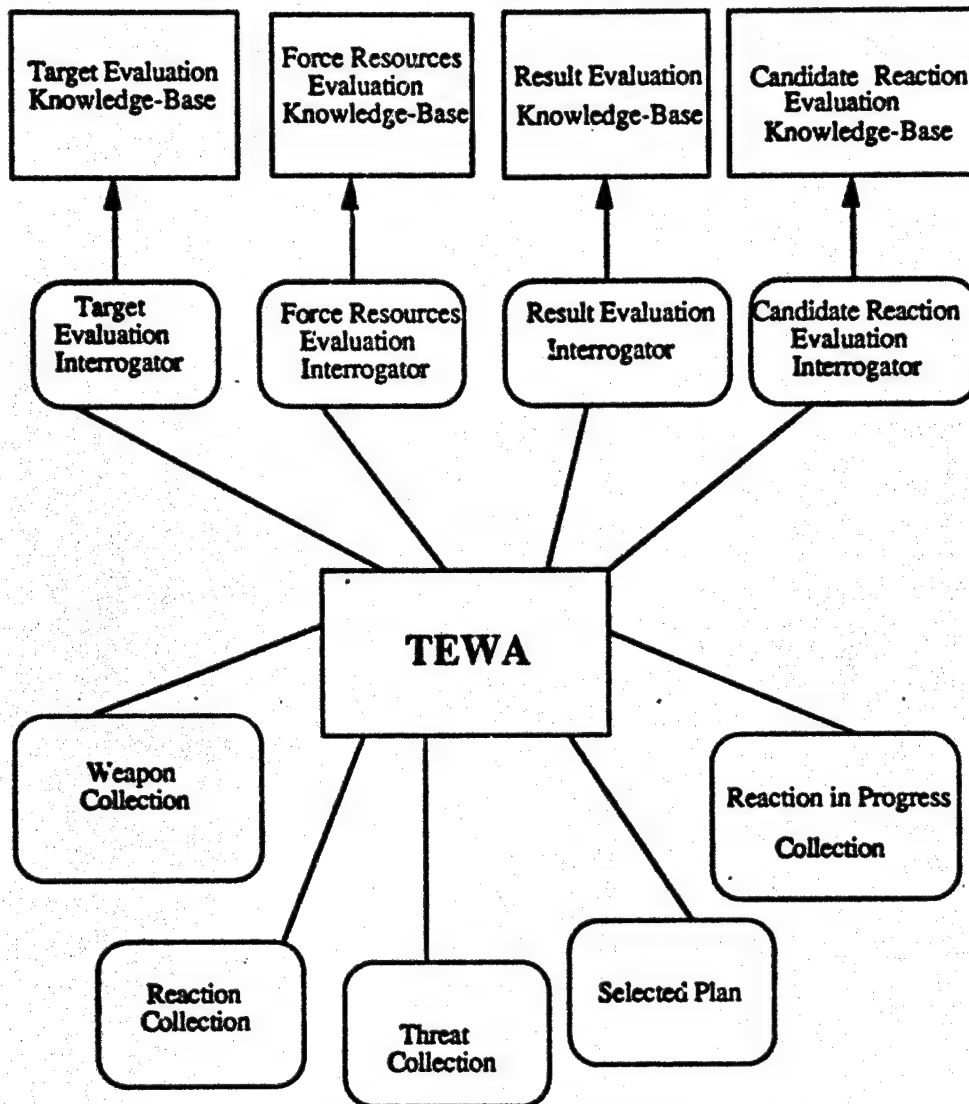 Target Evaluation
Knowledge-Base
Force Resources
Evaluation
Knowledge-Base
Result Evaluation
Knowledge-Base
Candidate Reaction
Evaluation
Knowledge-Base
Target
Evaluation
Interrogator
Force Resources
Evaluation
Interrogator
Result Evaluation
Interrogator
Candidate Reaction
Evaluation
Interrogator
TEWA
Weapon
Collection
Reaction in Progress
Collection
Reaction
Collection
Threat
Collection
Selected Plan